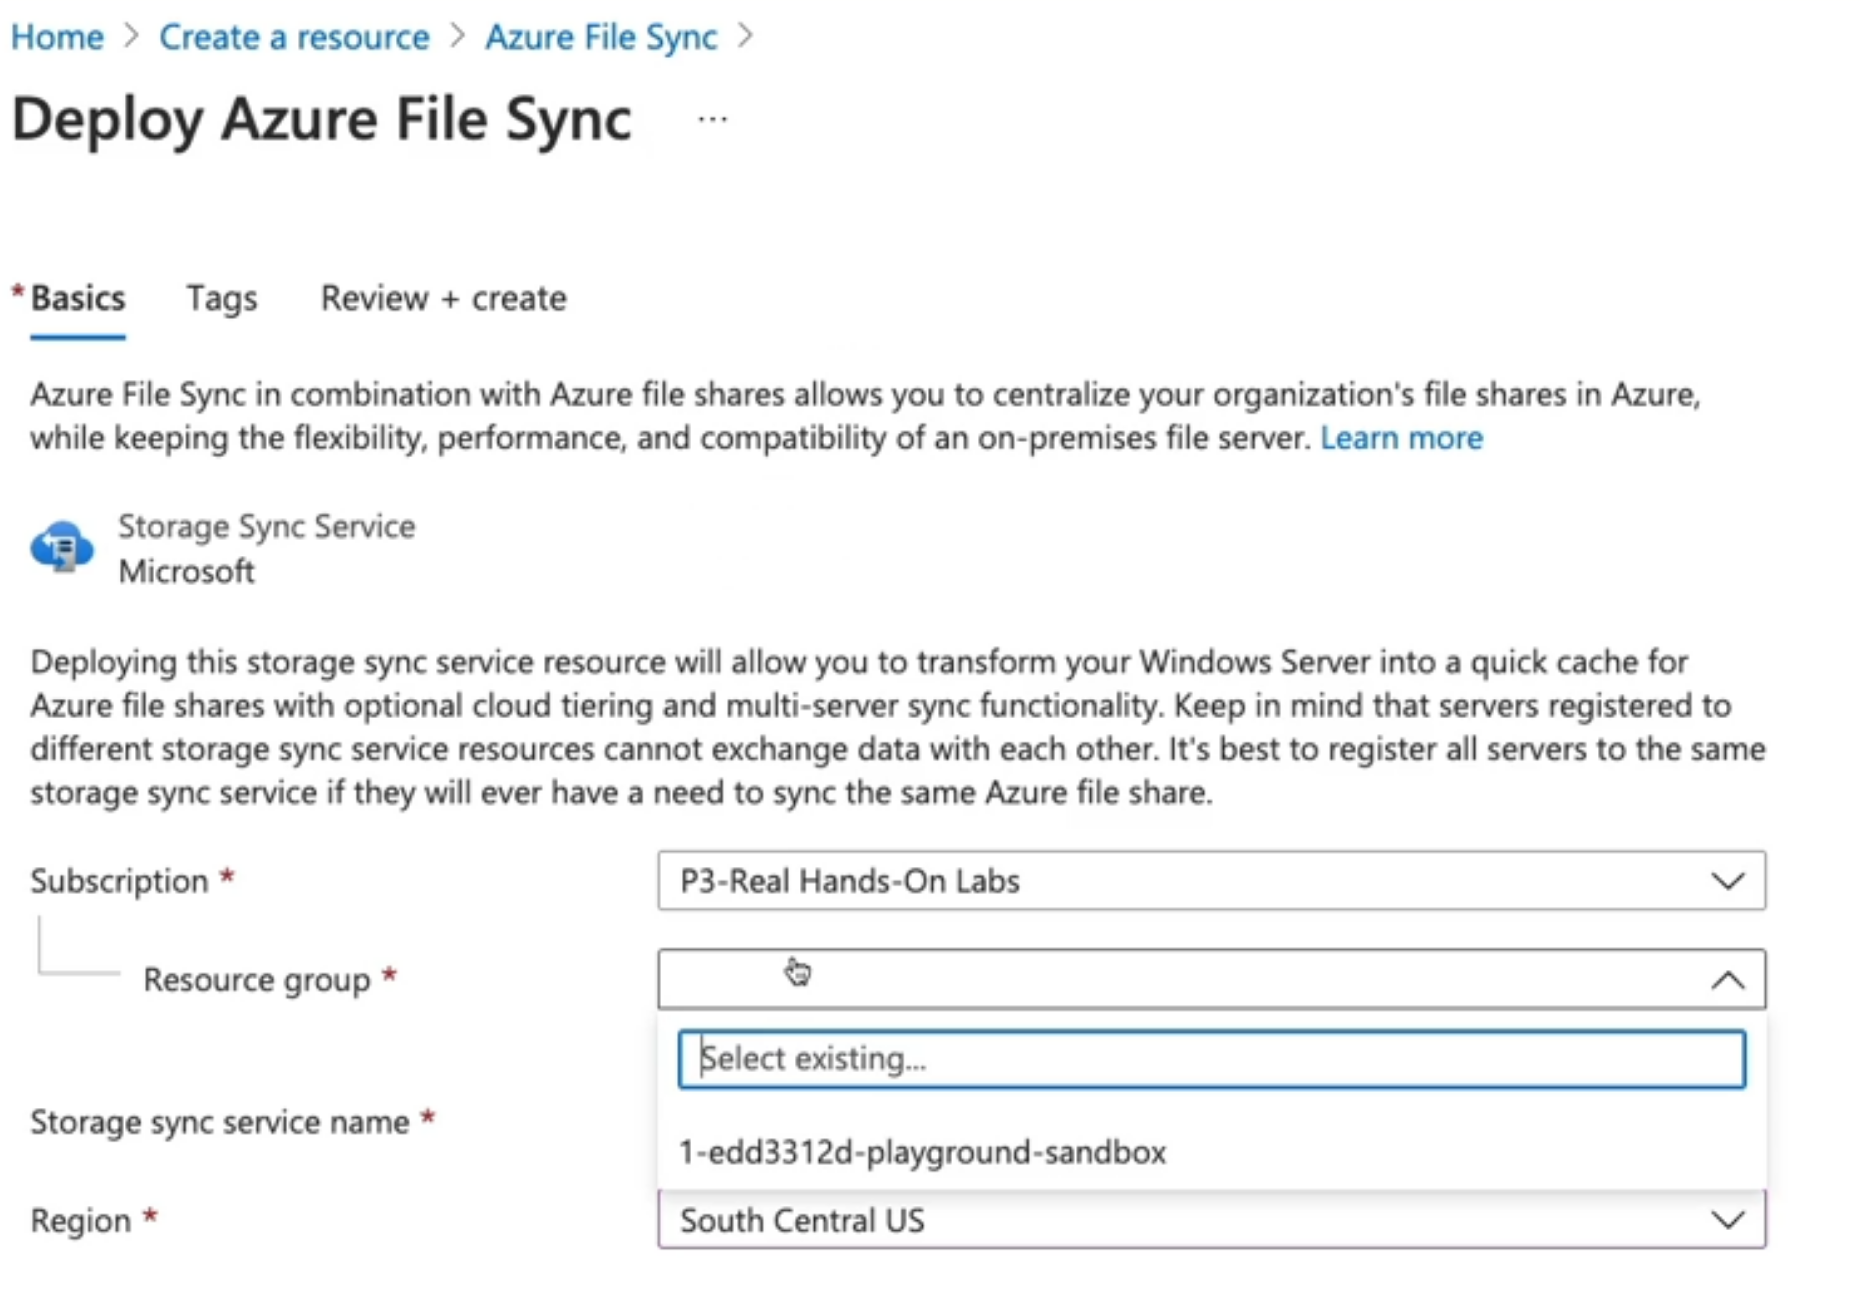 Home > Create a resource > Azure File Sync >
Deploy Azure File Sync ...
* Basics Tags Review + create
Azure File Sync in combination with Azure file shares allows you to centralize your organization's file shares in Azure,
while keeping the flexibility, performance, and compatibility of an on-premises file server. Learn more
Storage Sync Service
Microsoft
Deploying this storage sync service resource will allow you to transform your Windows Server into a quick cache for
Azure file shares with optional cloud tiering and multi-server sync functionality. Keep in mind that servers registered to
different storage sync service resources cannot exchange data with each other. It's best to register all servers to the same
storage sync service if they will ever have a need to sync the same Azure file share.
Subscription * P3-Real Hands-On Labs
Resource group *
Select existing...
Storage sync service name *
1-edd3312d-playground-sandbox
Region * South Central US